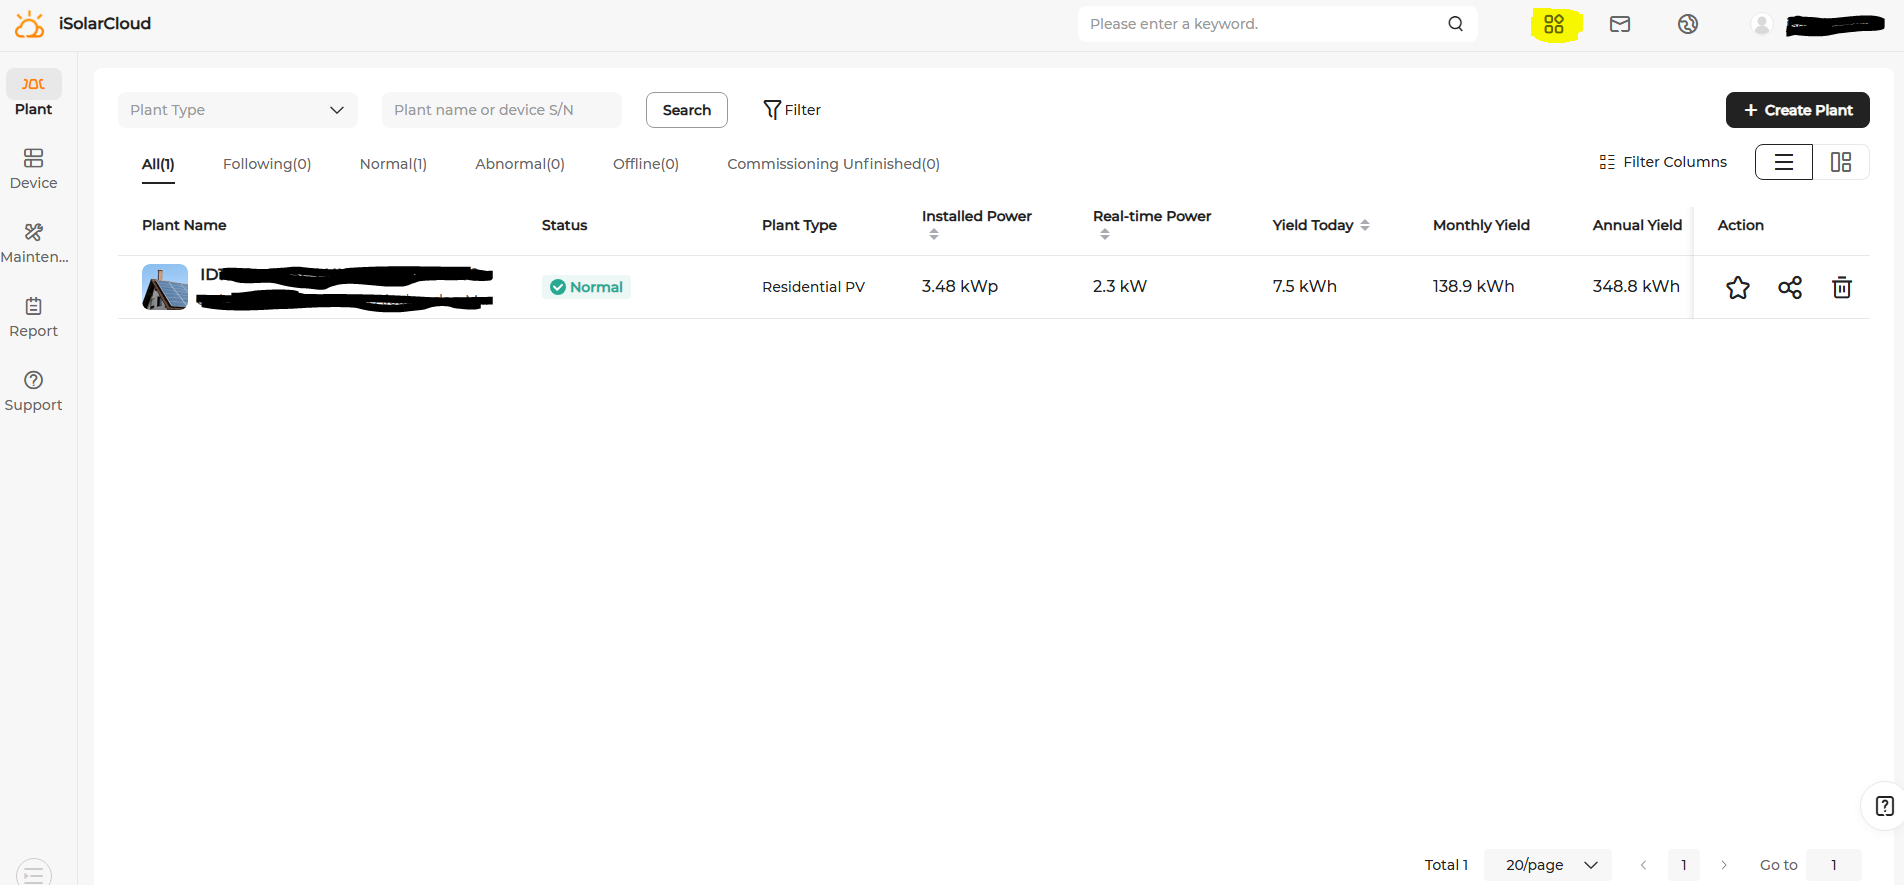 iSolarCloud
Please enter a keyword.
Plant
Device
Mainten...
Report
Support
Plant Type
Plant name or device S/N
Search
Filter
+ Create Plant
All(1)
Following(0)
Normal(1)
Abnormal(0)
Offline(0)
Commissioning Unfinished(0)
Filter Columns
Plant Name Status Plant Type Installed Power Real-time Power Yield Today Monthly Yield Annual Yield Action
Normal Residential PV 3.48 kWp 2.3 kW 7.5 kWh 138.9 kWh 348.8 kWh
Total 1 20/page 1 Go to 1